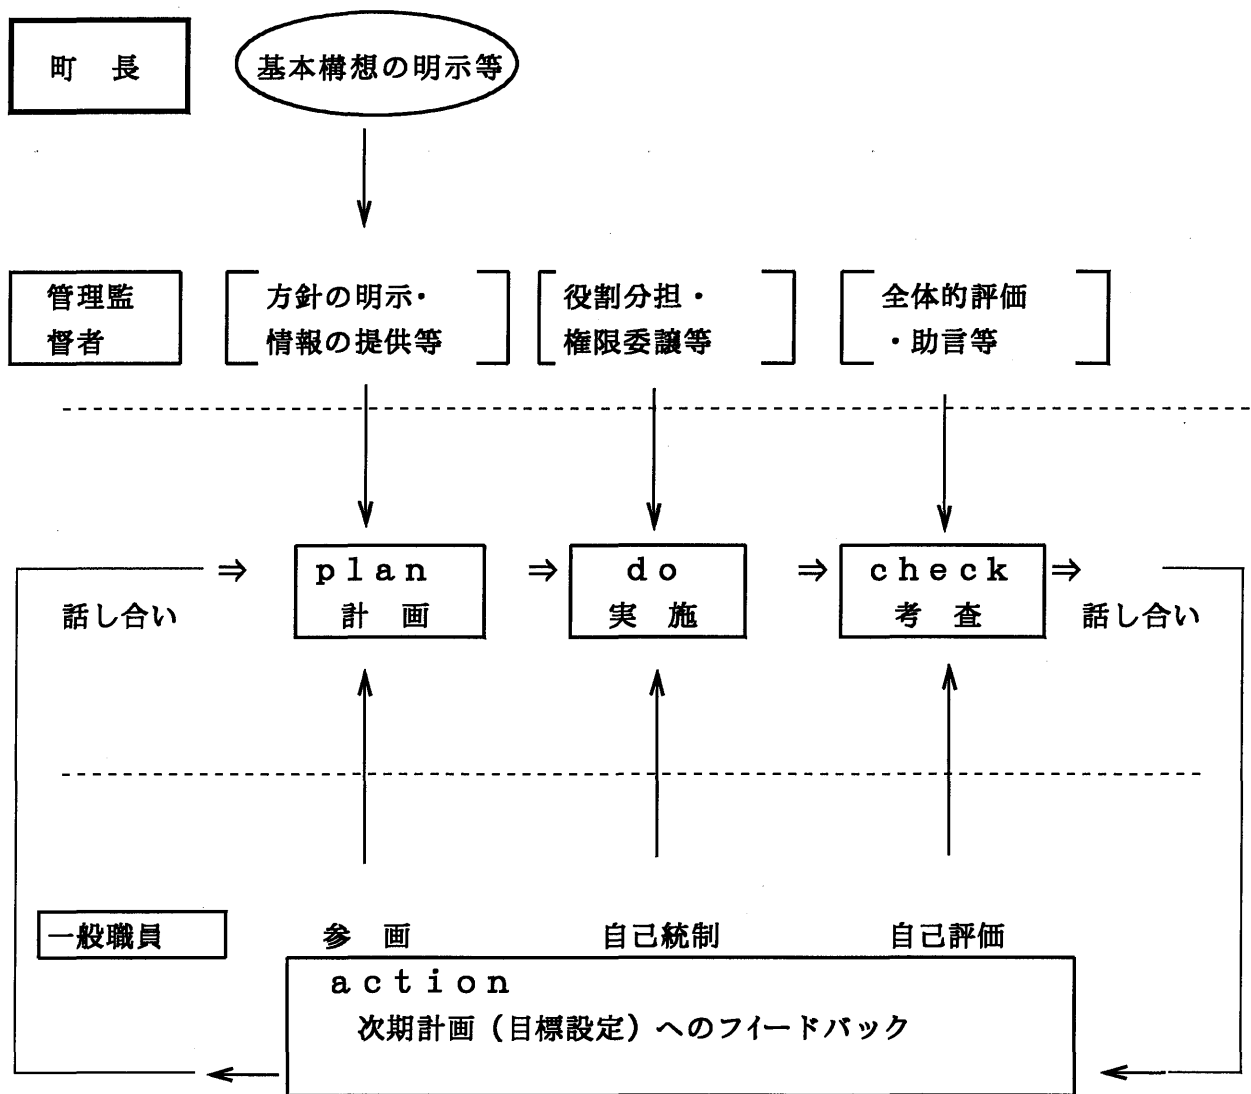 町　長
基本構想の明示等
管理監
督者
方針の明示・
情報の提供等
役割分担・
権限委譲等
全体的評価
・助言等
⇒ plan ⇒ do ⇒ check ⇒
話し合い 計　画 実　施 考　査 話し合い
一般職員 参　画 自己統制 自己評価
action
次期計画（目標設定）へのフイードバック